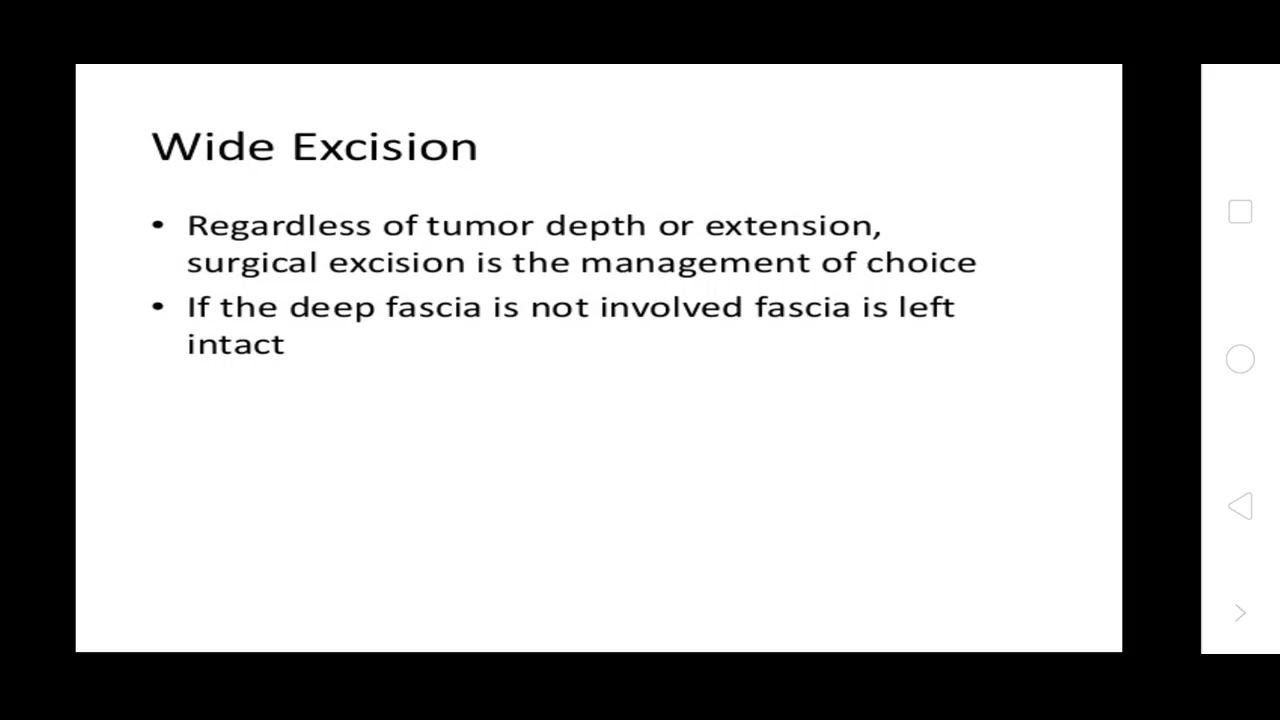 Wide Excision
• Regardless of tumor depth or extension,
surgical excision is the management of choice
• If the deep fascia is not involved fascia is left
intact